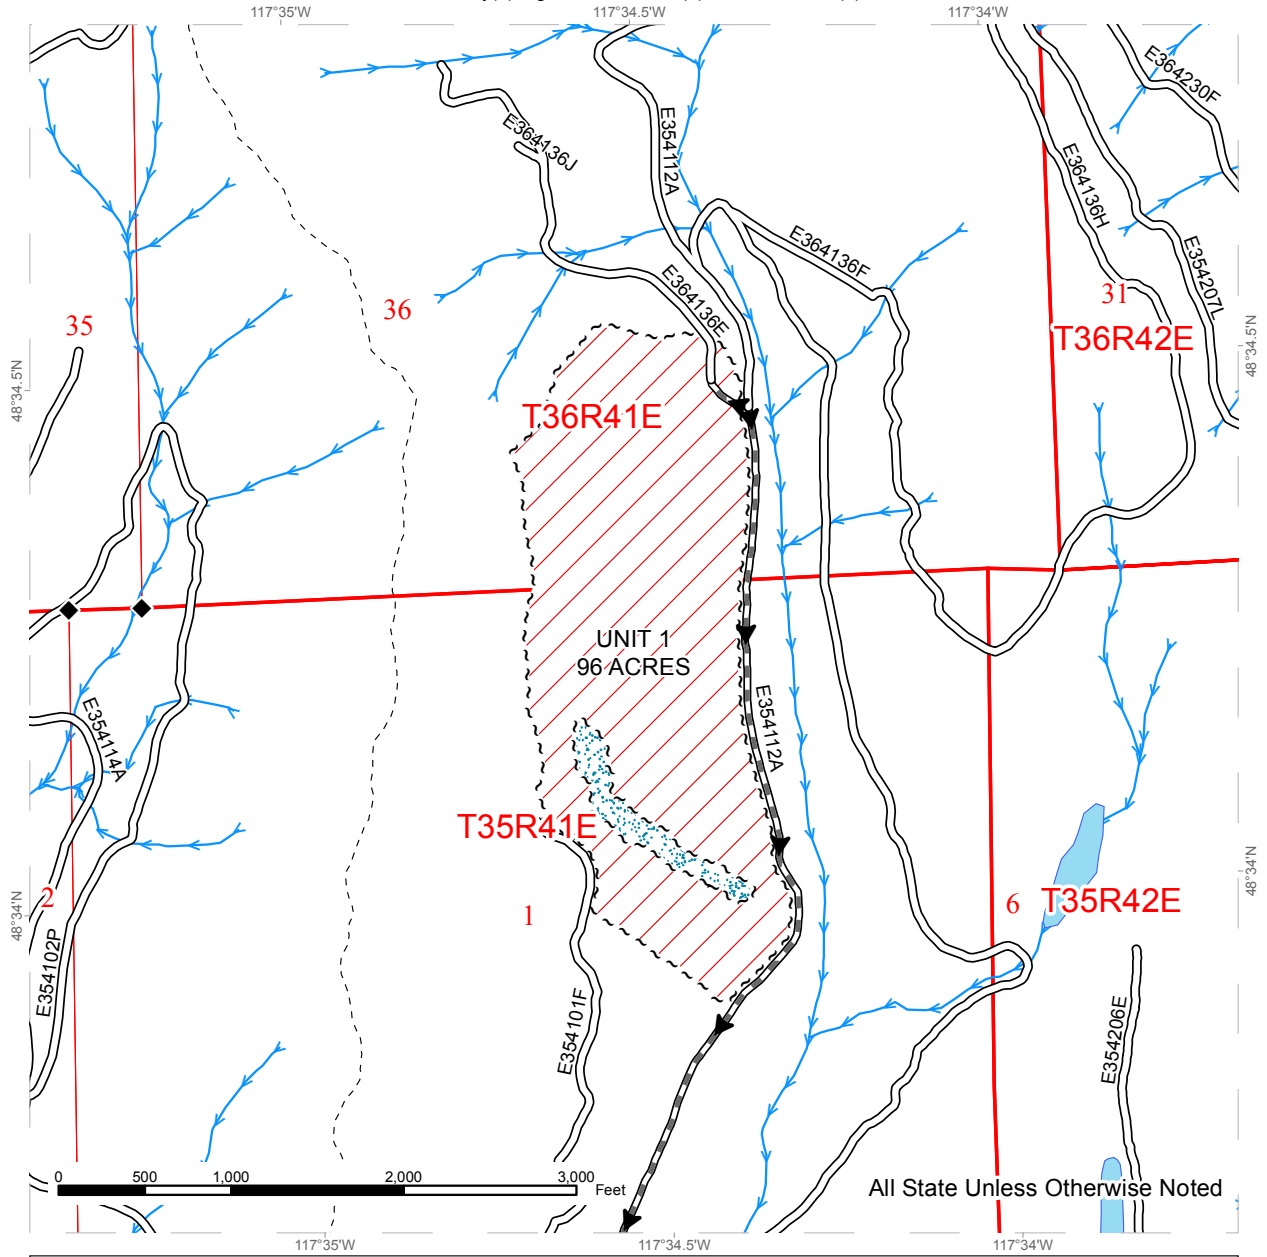 117°35'W
117°34.5'W
117°34'W
E364230F
E364136J
E354112A
E364136H
E364136F
E354207L
E364136E
36
31
35
T36R42E
48°34.5'N
48°34.5'N
T36R41E
UNIT 1
96 ACRES
E354112A
E354114A
T35R41E
48°34'N
48°34'N
2
1
6
T35R42E
E354102P
E354101F
E354206E
0
500
1,000
2,000
3,000
Feet
All State Unless Otherwise Noted
117°35'W
117°34.5'W
117°34'W